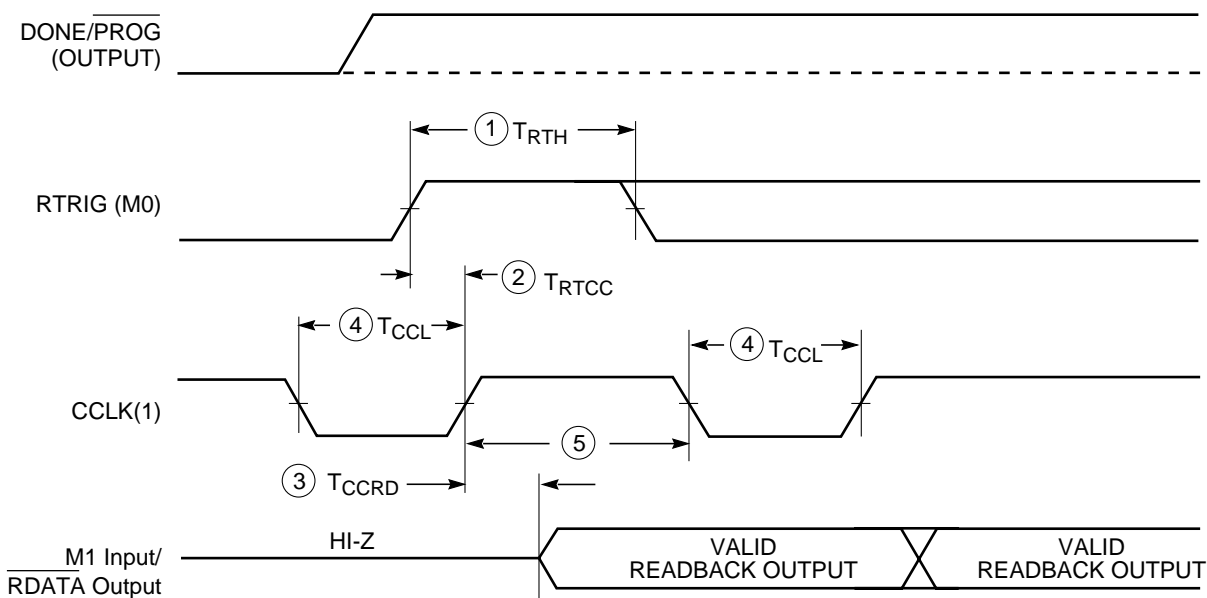 DONE/PROG
(OUTPUT)
1 TRTH
RTRIG (M0)
2 TRTCC
4 TCCL
4 TCCL
CCLK(1)
5
3 TCCRD
HI-Z
M1 Input/
RDATA Output
VALID
READBACK OUTPUT
VALID
READBACK OUTPUT